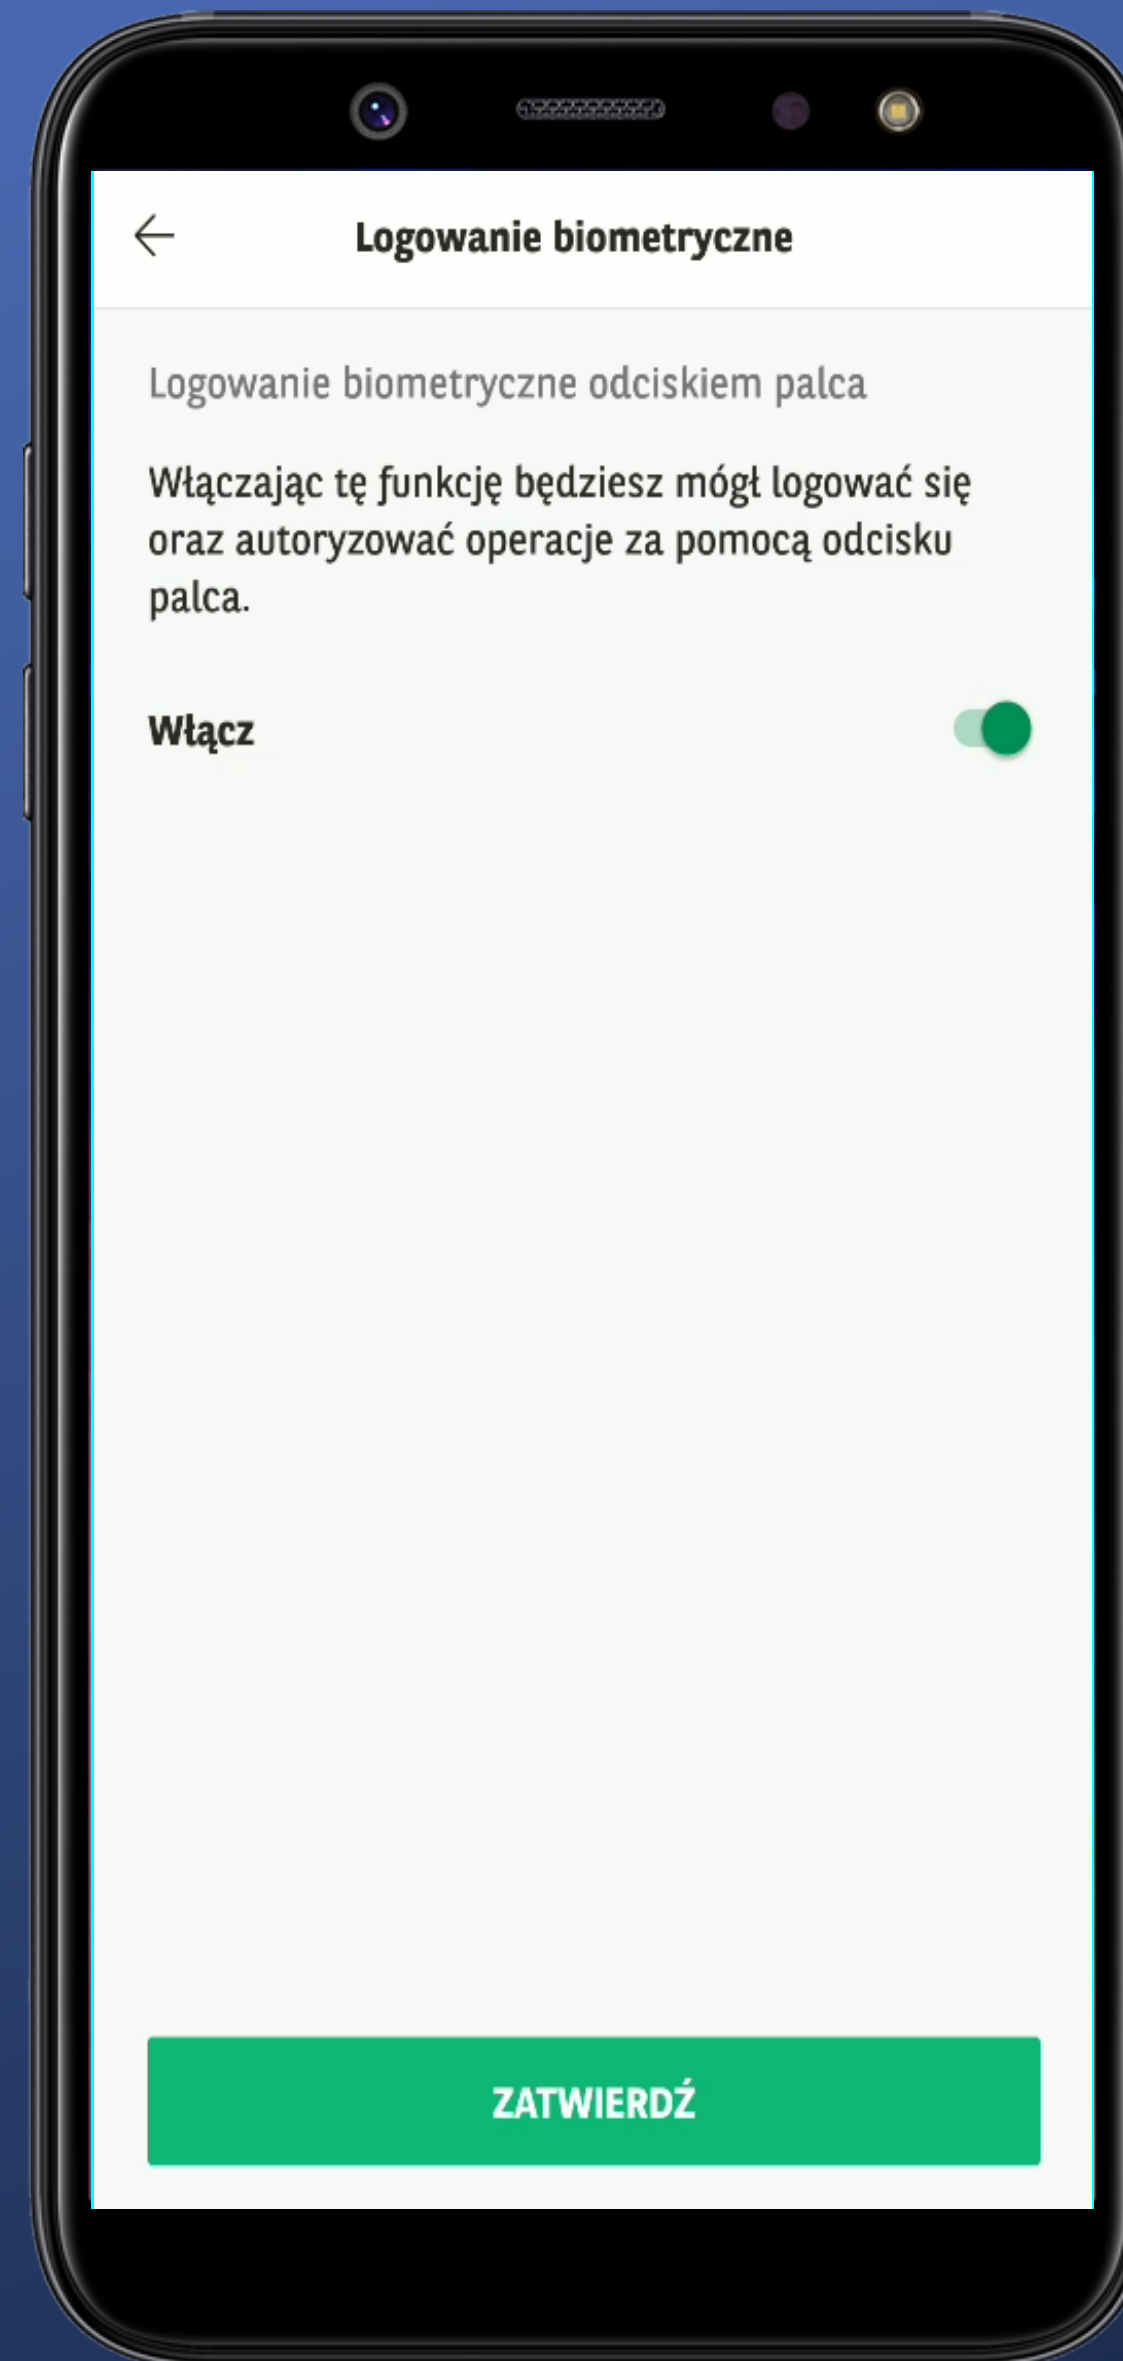 Logowanie biometryczne
Logowanie biometryczne odciskiem palca
Włączając tę funkcję będziesz mógł logować się
oraz autoryzować operacje za pomocą odcisku
palca.
Włącz
ZATWIERDŹ